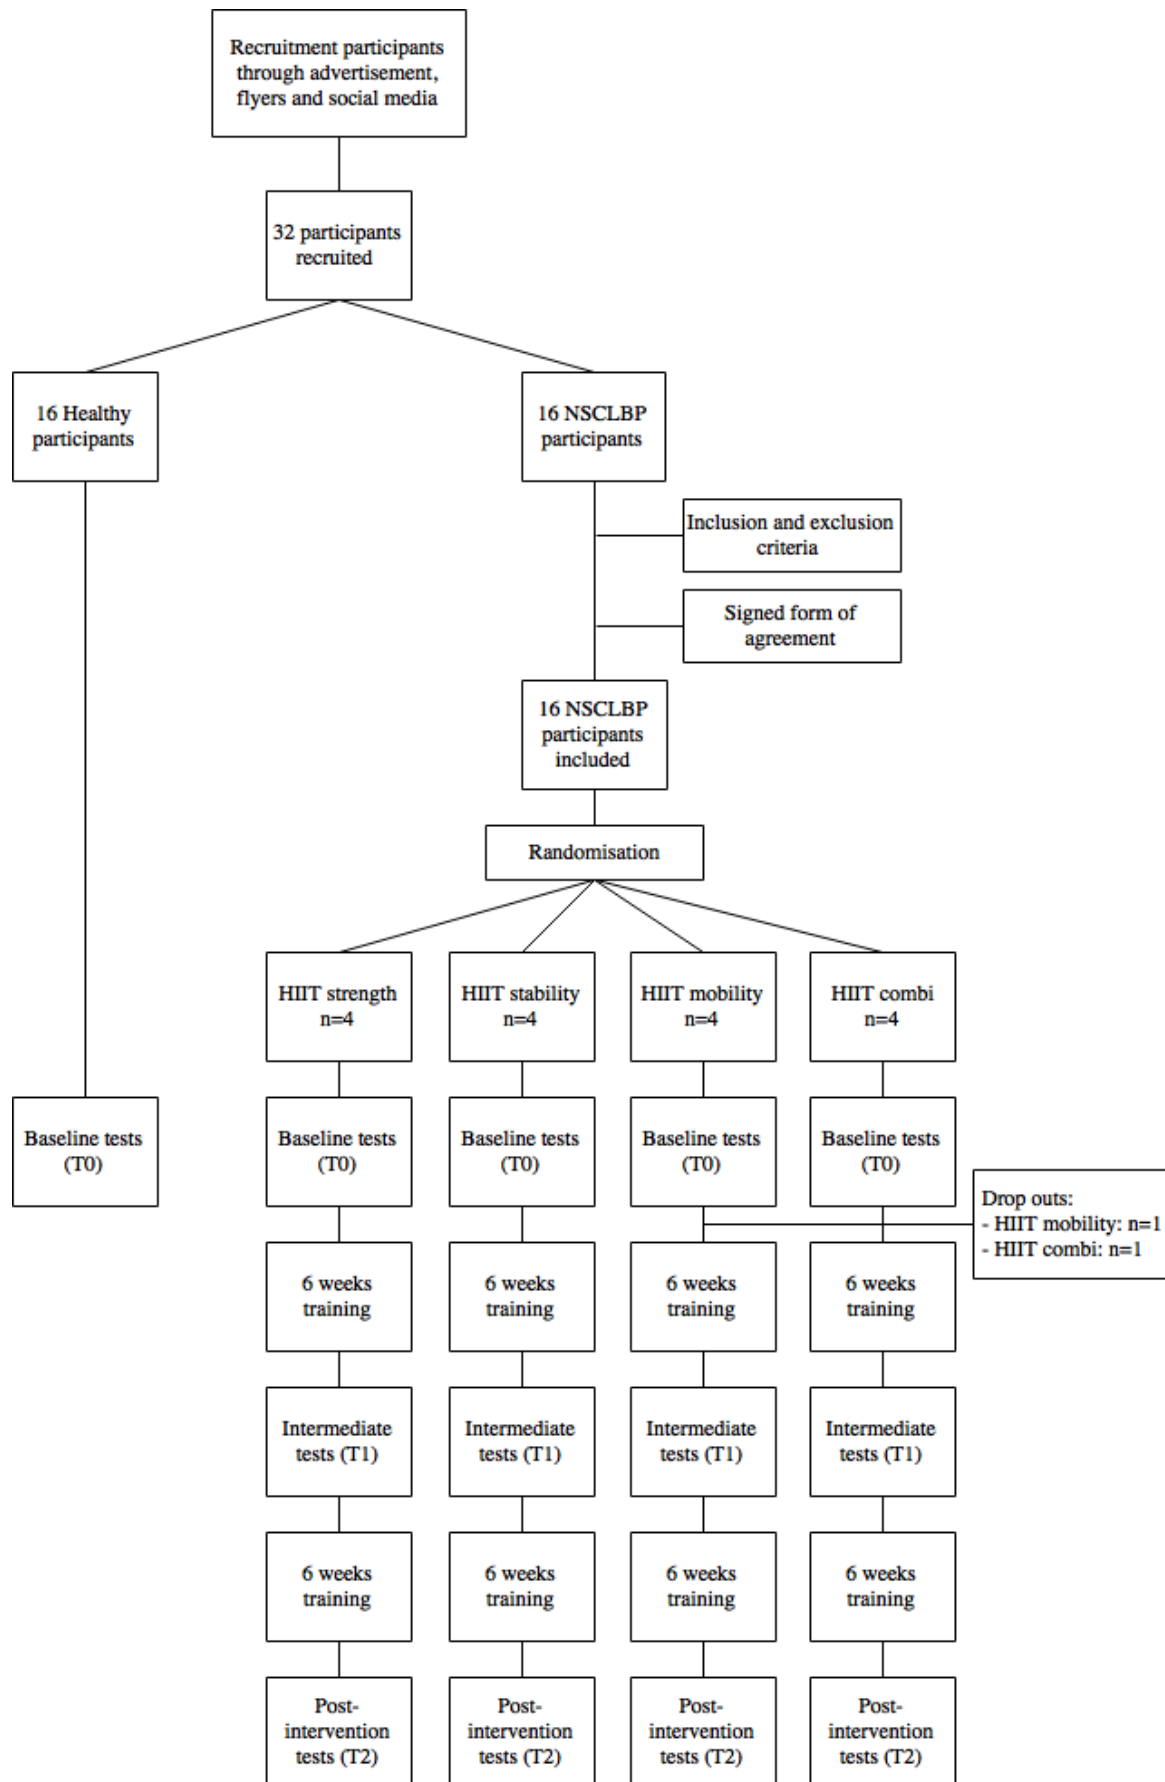 Recruitment participants
through advertisement,
flyers and social media
32 participants
recruited
16 Healthy
participants
16 NSCLBP
participants
Inclusion and exclusion
criteria
Signed form of
agreement
16 NSCLBP
participants
included
Randomisation
HIIT strength
n=4
HIIT stability
n=4
HIIT mobility
n=4
HIIT combi
n=4
Baseline tests
(T0)
Baseline tests
(T0)
Baseline tests
(T0)
Baseline tests
(T0)
Baseline tests
(T0)
Drop outs:
- HIIT mobility: n=1
- HIIT combi: n=1
6 weeks
training
6 weeks
training
6 weeks
training
6 weeks
training
Intermediate
tests (T1)
Intermediate
tests (T1)
Intermediate
tests (T1)
Intermediate
tests (T1)
6 weeks
training
6 weeks
training
6 weeks
training
6 weeks
training
Post-
intervention
tests (T2)
Post-
intervention
tests (T2)
Post-
intervention
tests (T2)
Post-
intervention
tests (T2)